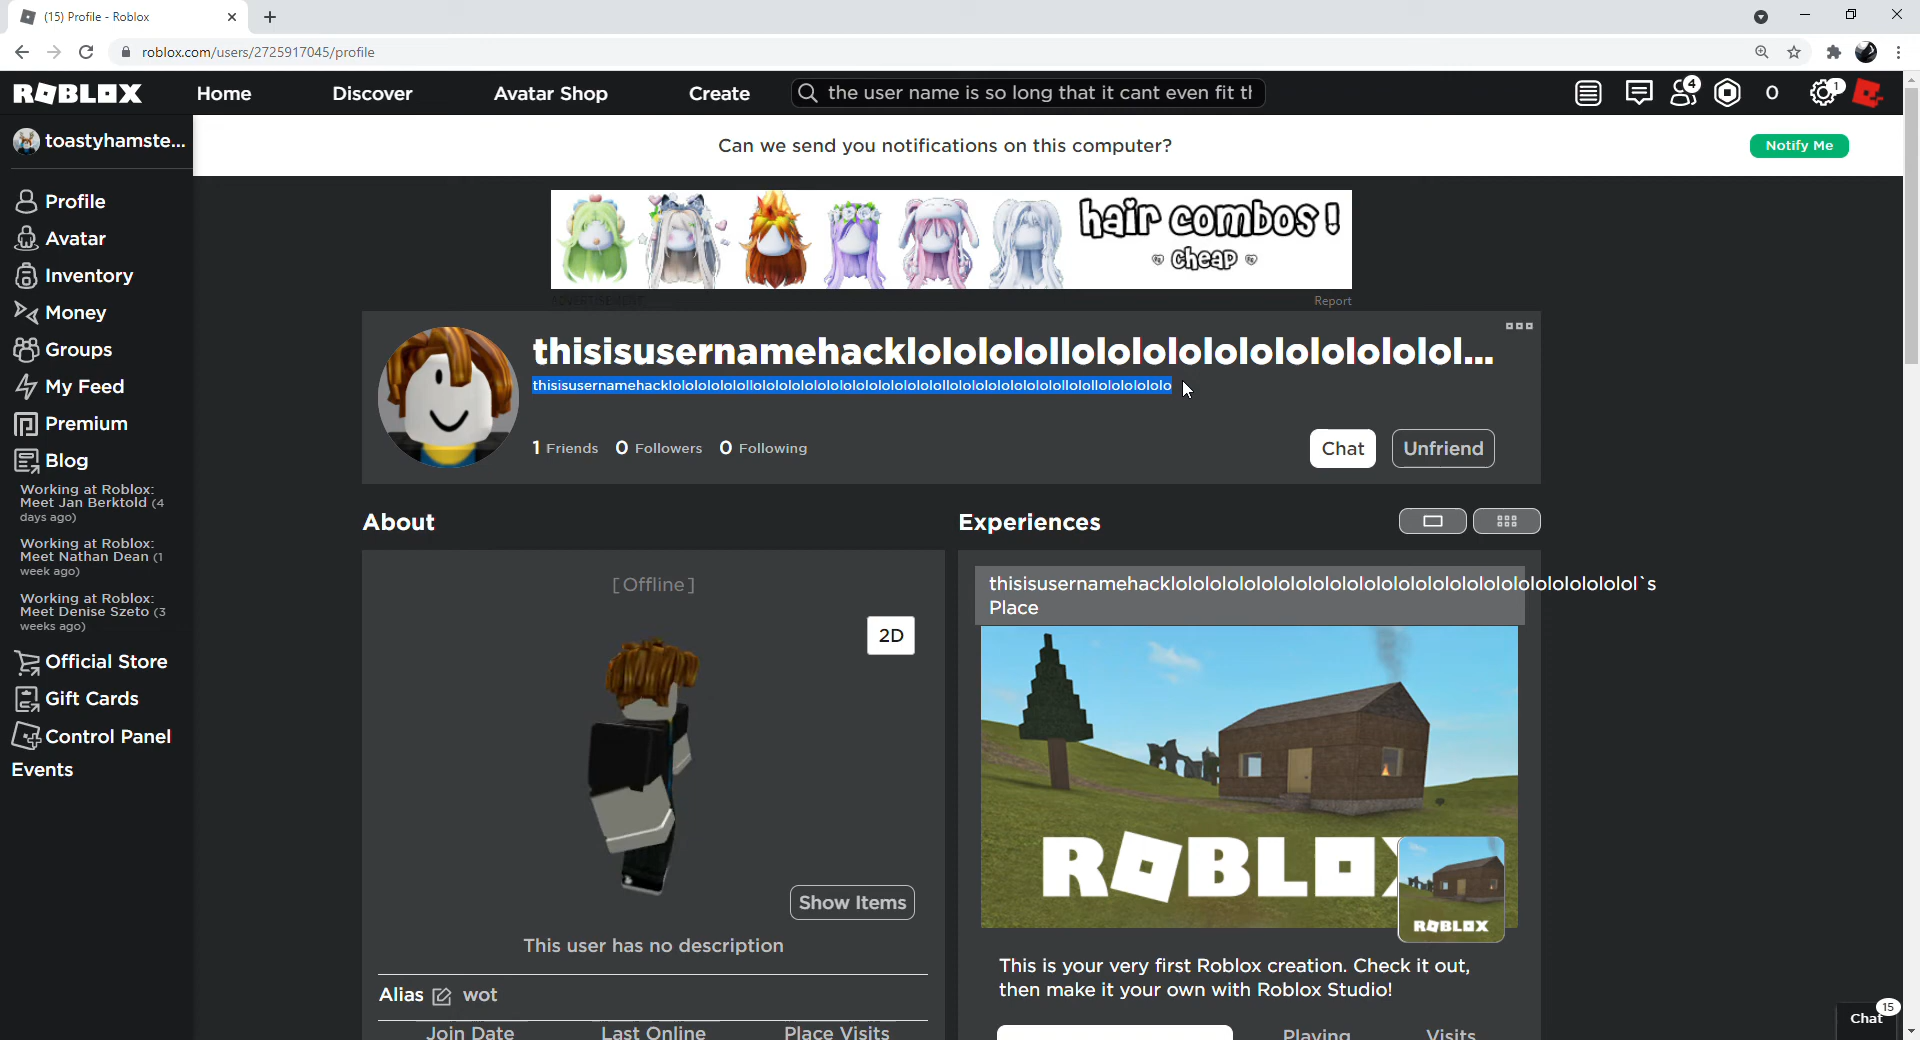 (15) Profile - Roblox
roblox.com/users/2725917045/profile
ROBLOX
Home
Discover
Avatar Shop
Create
the user name is so long that it cant even fit th
4
0
1
toastyhamste...
Can we send you notifications on this computer?
Notify Me
Profile
Avatar
Inventory
Money
Groups
My Feed
Premium
Blog
Working at Roblox:
Meet Jan Berktold (4
days ago)
Working at Roblox:
Meet Nathan Dean (1
week ago)
Working at Roblox:
Meet Denise Szeto (3
weeks ago)
Official Store
Gift Cards
Control Panel
Events
hair combos!
cheap
ADVERTISEMENT
Report
thisisusernamehacklolololollolololololololololololol...
1 Friends
0 Followers
0 Following
Chat
Unfriend
About
[ Offline ]
2D
Show Items
This user has no description
Alias
wot
Join Date
Last Online
Place Visits
Experiences
Place
ROBLOX
ROBLOX
This is your very first Roblox creation. Check it out,
then make it your own with Roblox Studio!
Playing
Visits
Chat
15